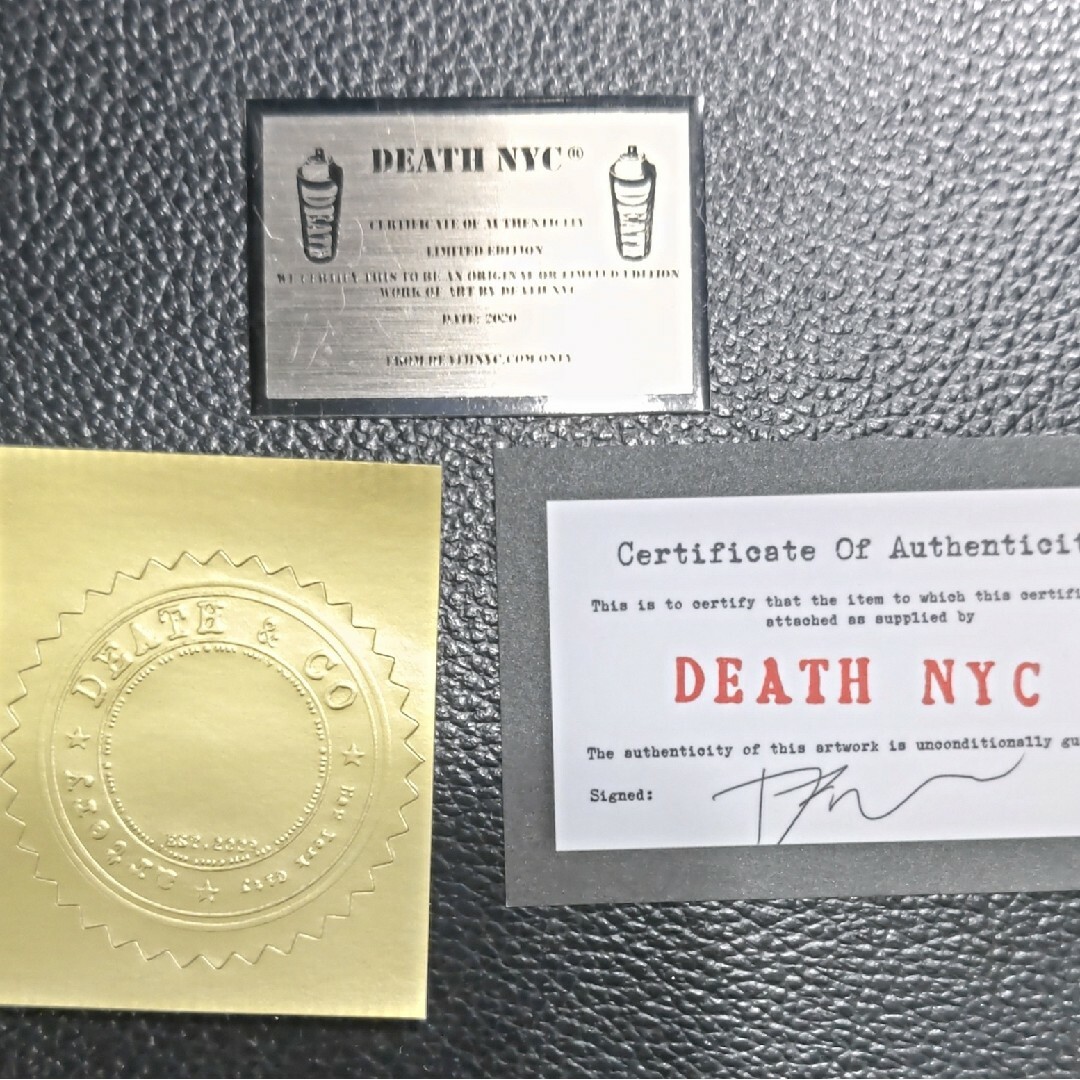 DEATH NYC®
DEATH
DEATH
CERTIFICATE OF AUTHENTICITY
LIMITED EDITION
WE CERTIFY THIS TO BE AN ORIGINAL OR LIMITED EDITION
WORK OF ART BY DEATH NYC
DATE: 2020
FROM DEATHNYC.COM ONLY
DEATH & CO
New York City
EST.
Certificate Of Authenticit
This is to certify that the item to which this certifi
attached as supplied by
DEATH NYC
The authenticity of this artwork is unconditionally gu
Signed: